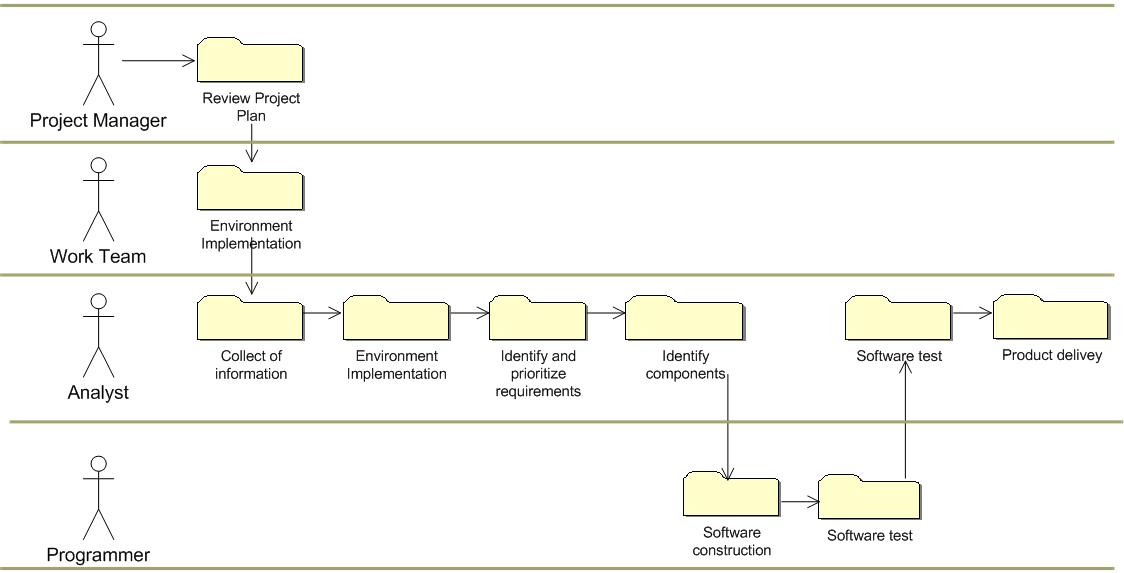 Project Manager
Review Project
Plan
Work Team
Environment
Implementation
Analyst
Collect of
information
Environment
Implementation
Identify and
prioritize
requirements
Identify
components
Software test
Product delivey
Programmer
Software
construction
Software test